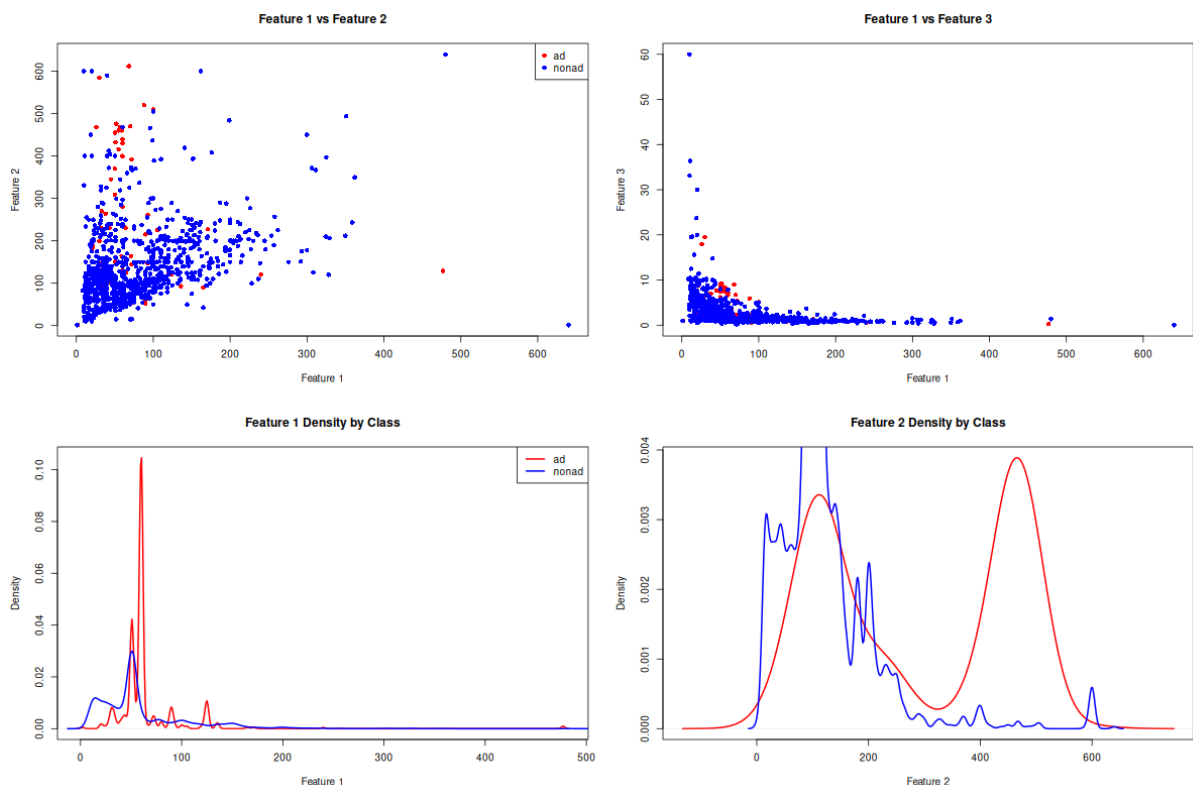 Feature 1 vs Feature 2
Feature 2
0 100 200 300 400 500 600
ad
nonad
0 100 200 300 400 500 600
Feature 1
Feature 1 vs Feature 3
Feature 3
0 10 20 30 40 50 60
0 100 200 300 400 500 600
Feature 1
Feature 1 Density by Class
Density
0.00 0.02 0.04 0.06 0.08 0.10
ad
nonad
0 100 200 300 400 500
Feature 1
Feature 2 Density by Class
Density
0.000 0.001 0.002 0.003 0.004
0 200 400 600
Feature 2